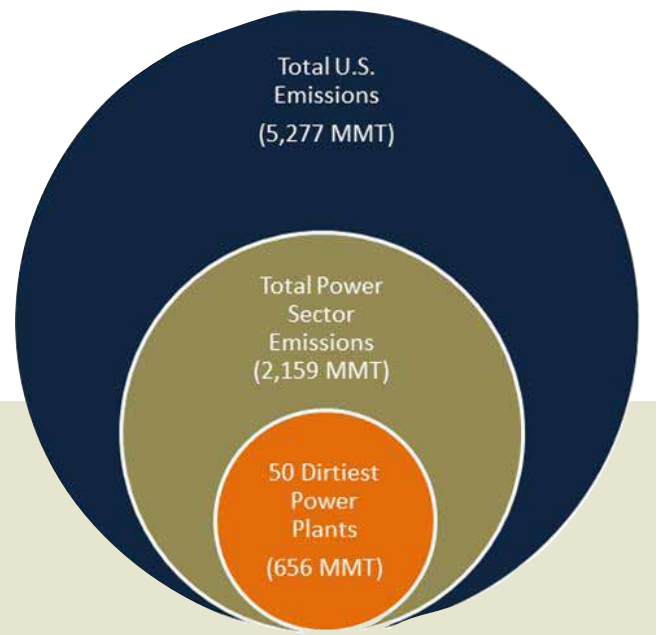 Total U.S.
Emissions
(5,277 MMT)
Total Power
Sector
Emissions
(2,159 MMT)
50 Dirtiest
Power
Plants
(656 MMT)